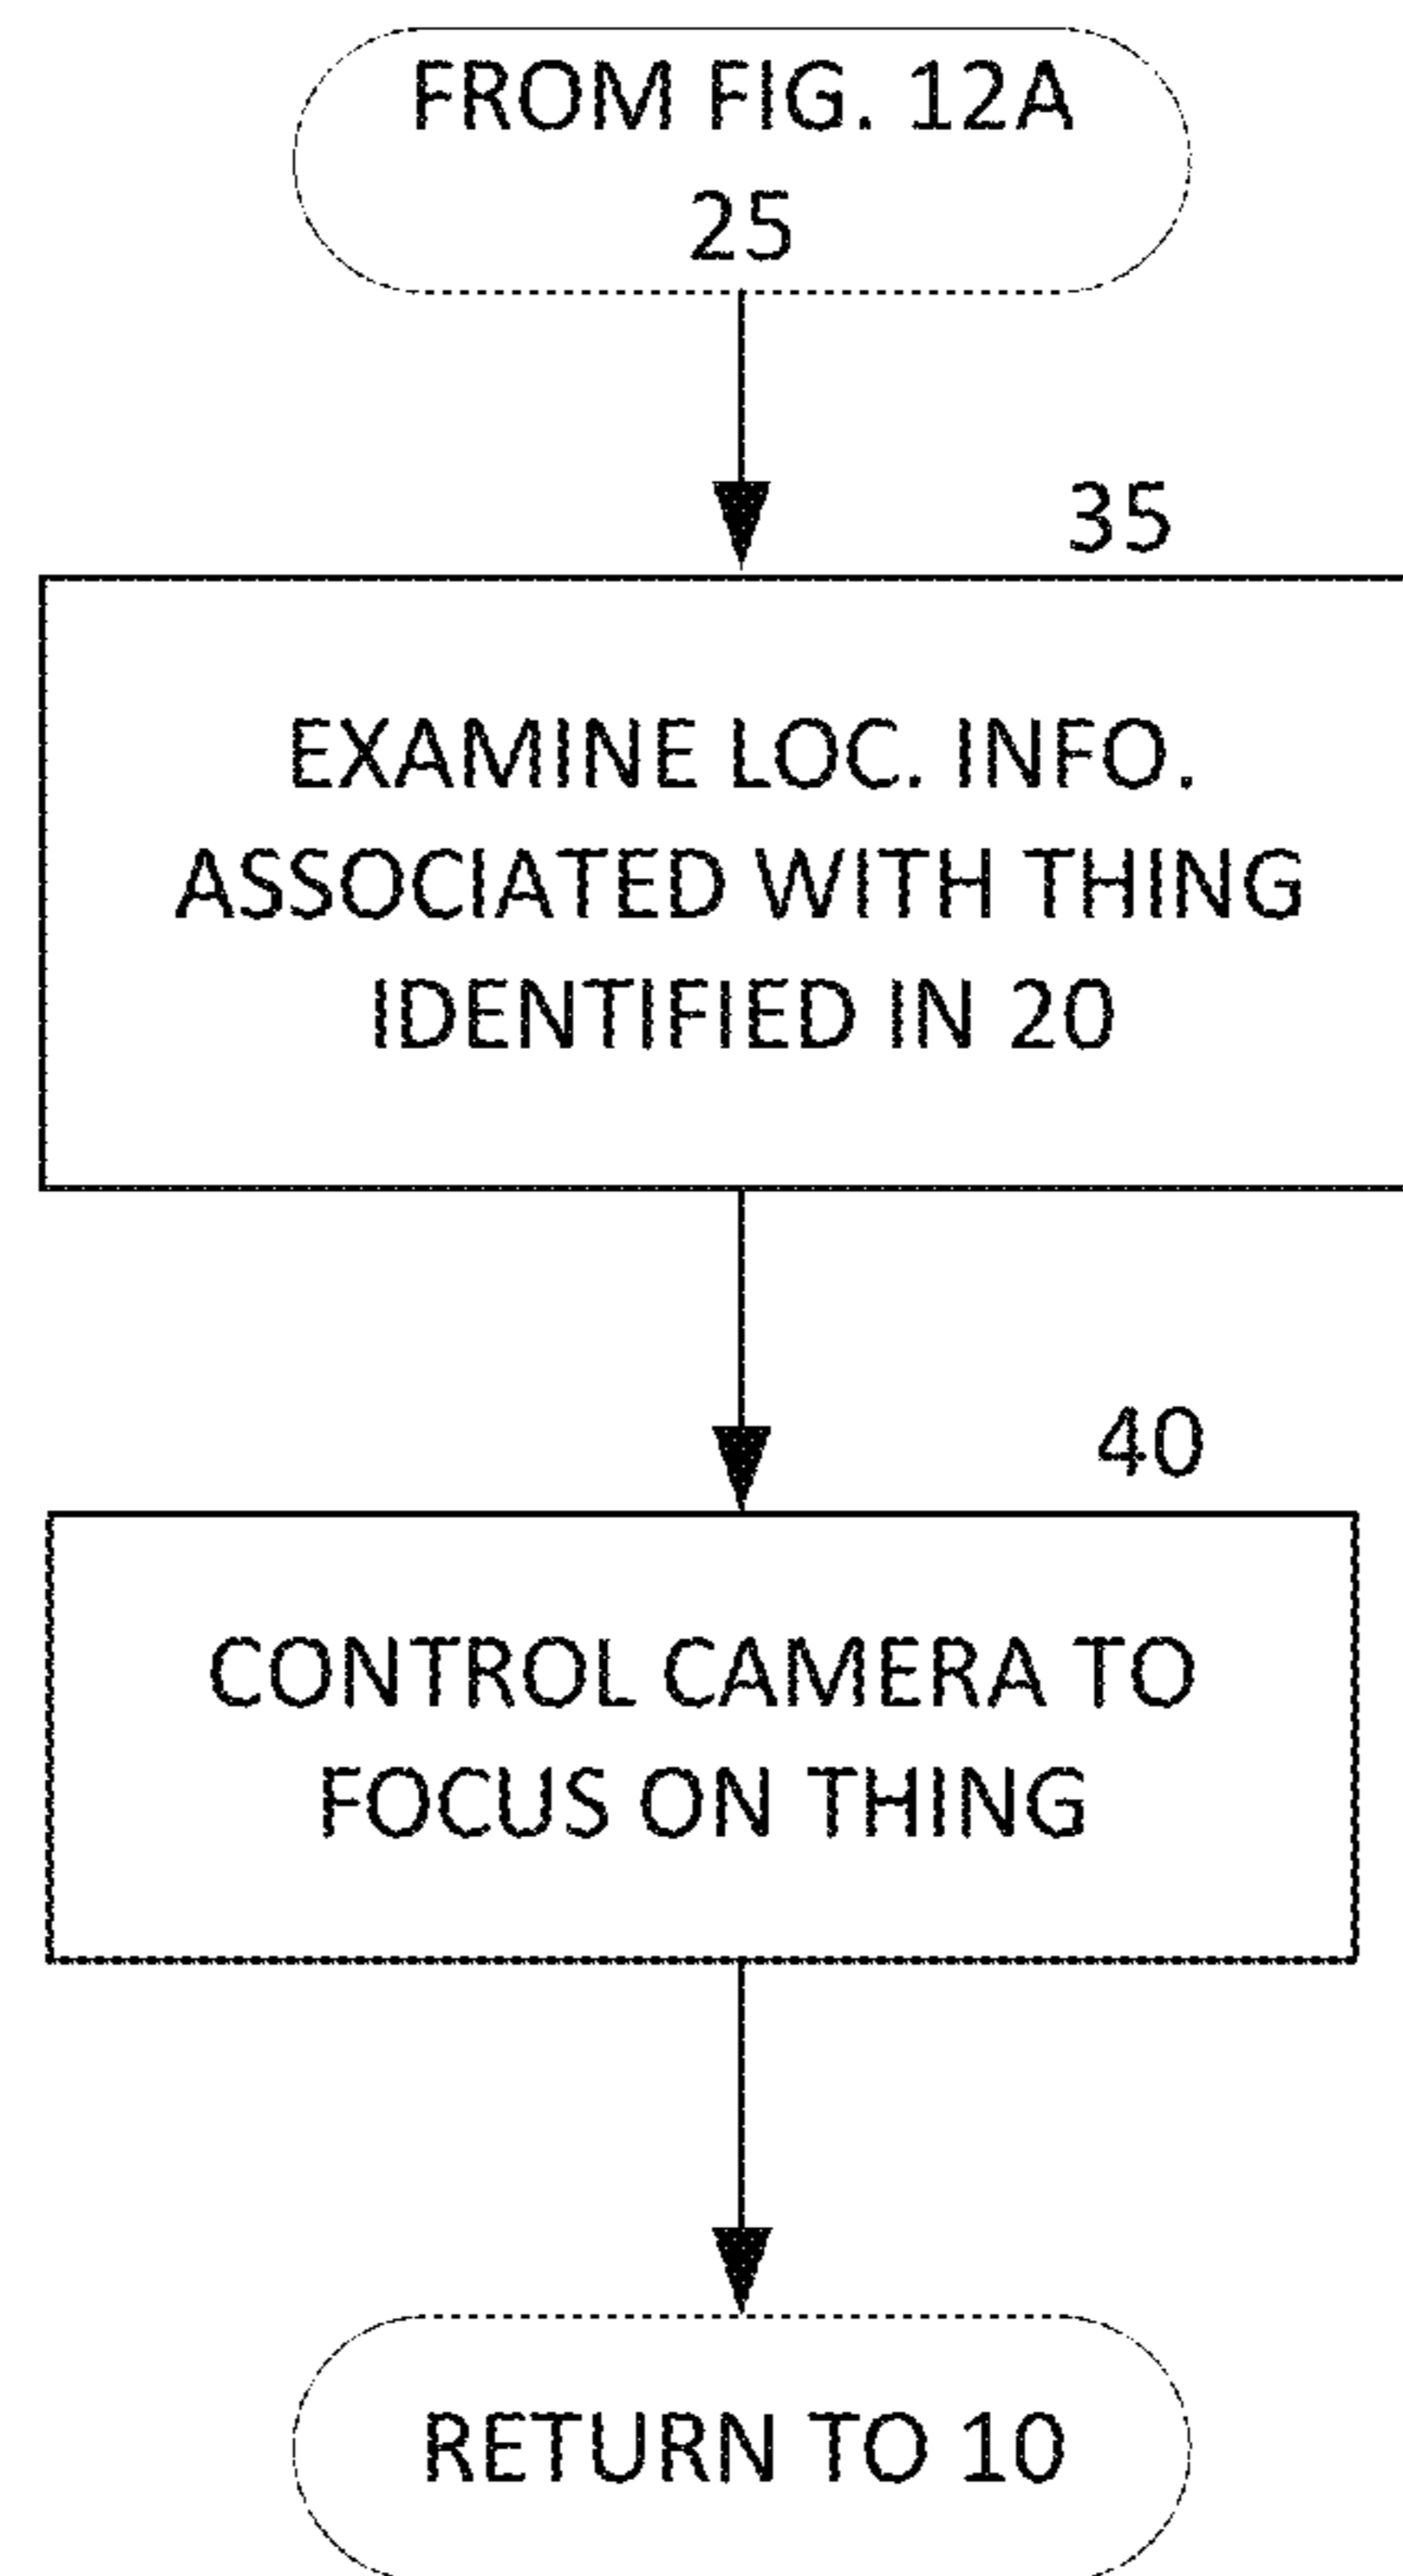 FROM FIG. 12A
25
35
EXAMINE LOC. INFO.
ASSOCIATED WITH THING
IDENTIFIED IN 20
40
CONTROL CAMERA TO
FOCUS ON THING
RETURN TO 10